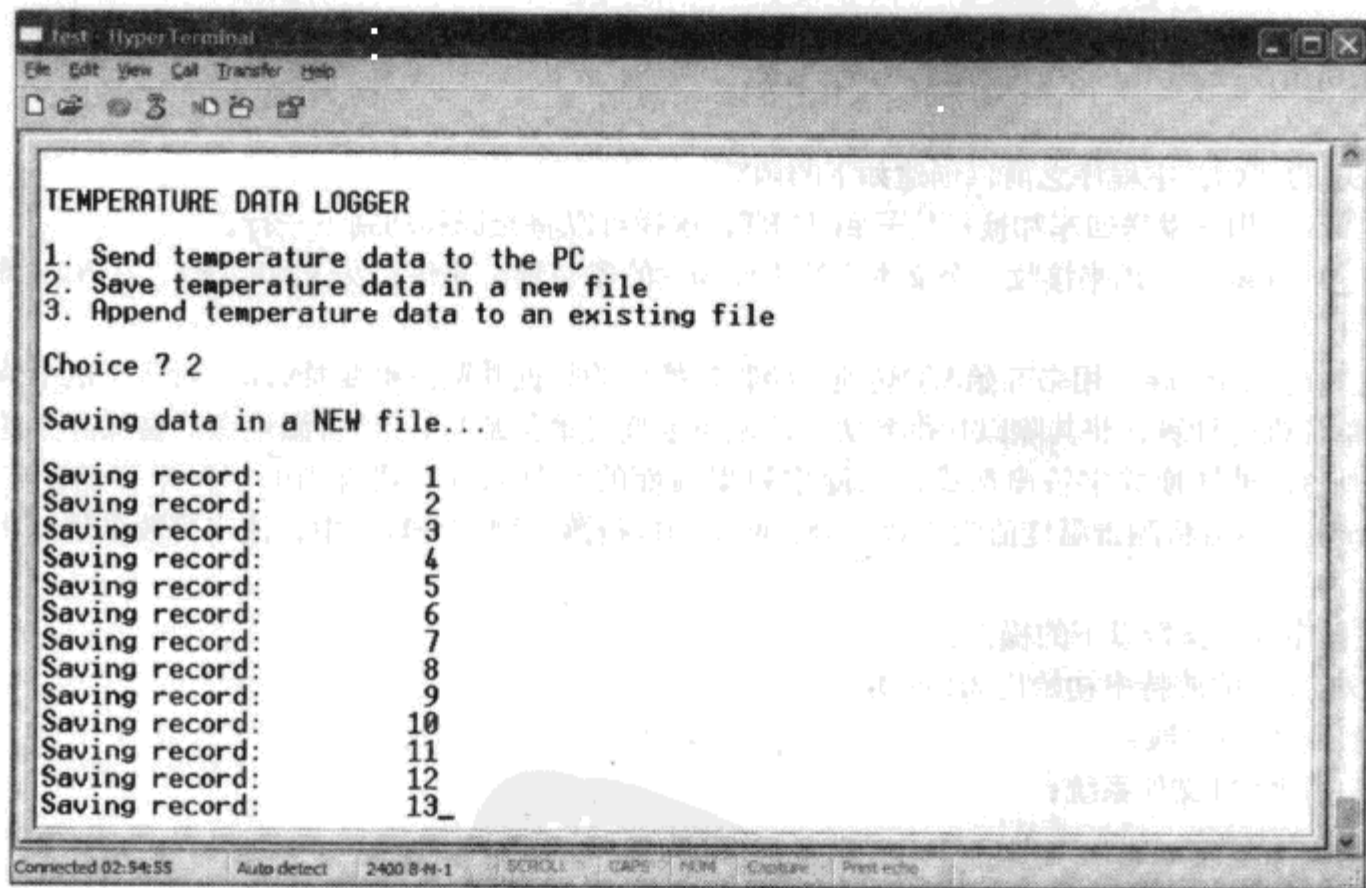 test - HyperTerminal
File Edit View Call Transfer Help
TEMPERATURE DATA LOGGER
1. Send temperature data to the PC
2. Save temperature data in a new file
3. Append temperature data to an existing file
Choice ? 2
Saving data in a NEW file...
Saving record: 1
Saving record: 2
Saving record: 3
Saving record: 4
Saving record: 5
Saving record: 6
Saving record: 7
Saving record: 8
Saving record: 9
Saving record: 10
Saving record: 11
Saving record: 12
Saving record: 13_
Connected 02:54:55 Auto detect 2400 8-N-1 SCROLL CAPS NUM Capture Print echo